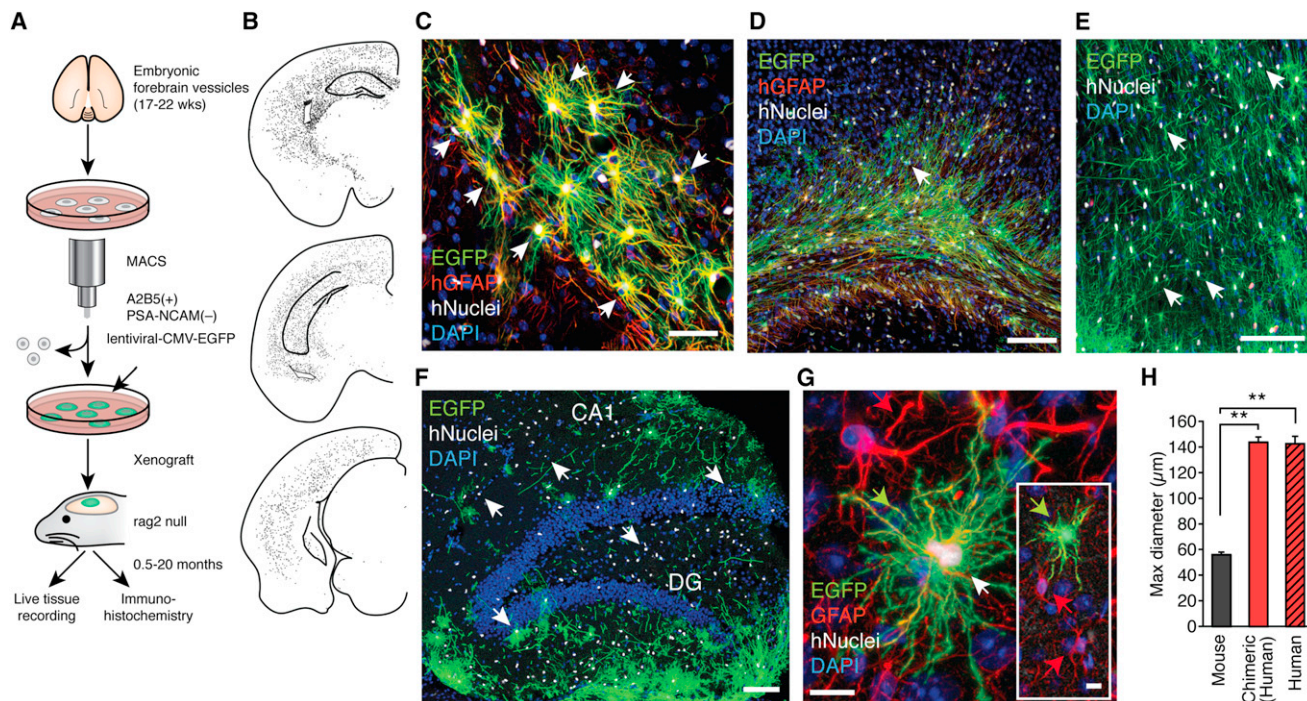 A
Embryonic
forebrain vessicles
(17-22 wks)
MACS
A2B5(+)
PSA-NCAM(–)
lentiviral-CMV-EGFP
Xenograft
rag2 null
0.5-20 months
Live tissue
recording
Immuno-
histochemistry
B
C
EGFP
hGFAP
hNuclei
DAPI
D
EGFP
hGFAP
hNuclei
DAPI
E
EGFP
hNuclei
DAPI
F
EGFP
hNuclei
DAPI
CA1
DG
G
EGFP
GFAP
hNuclei
DAPI
H
**
**
Max diameter (µm)
160
140
120
100
80
60
40
20
0
Mouse
Chimeric
(Human)
Human